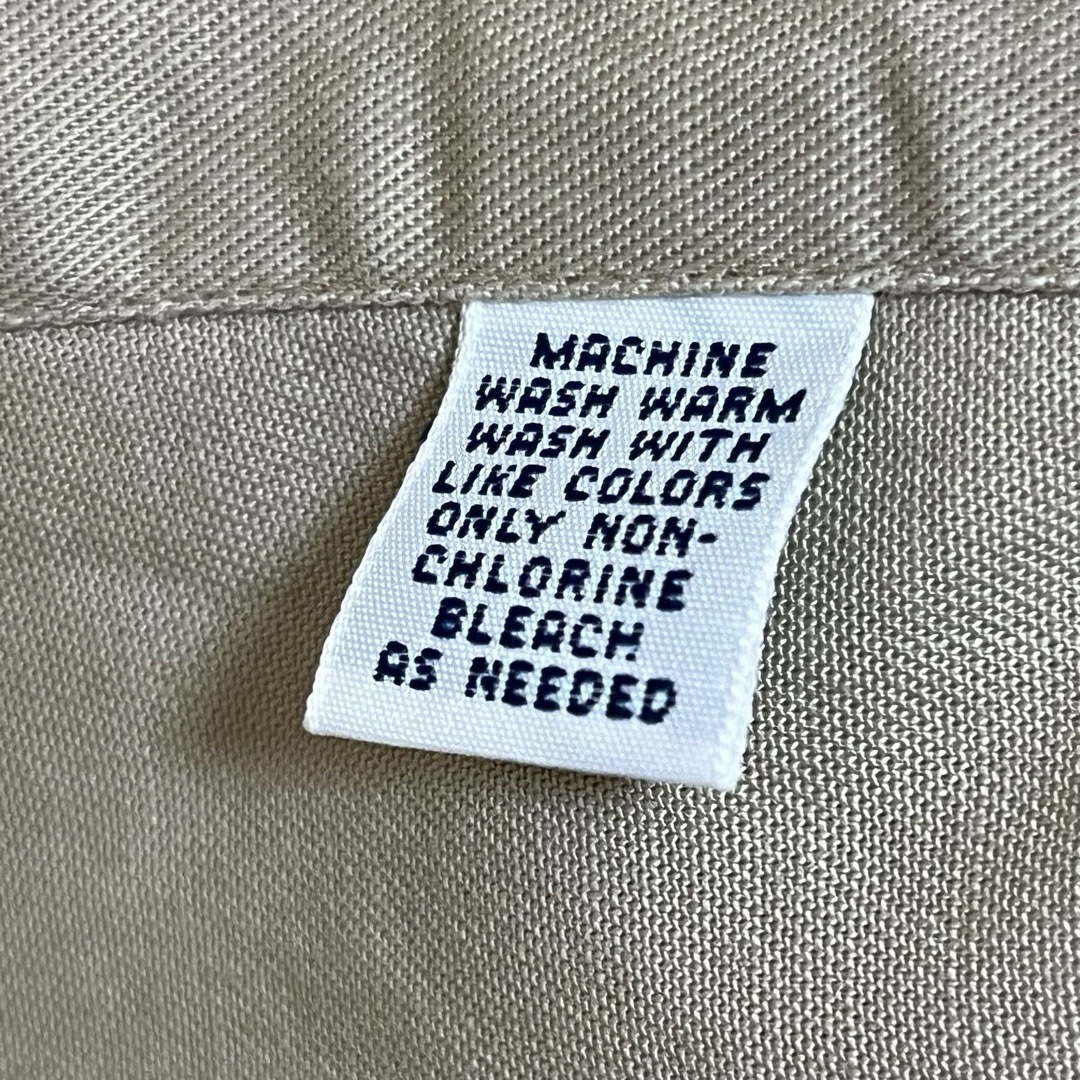 MACHINE
WASH WARM
WASH WITH
LIKE COLORS
ONLY NON-
CHLORINE
BLEACH
AS NEEDED